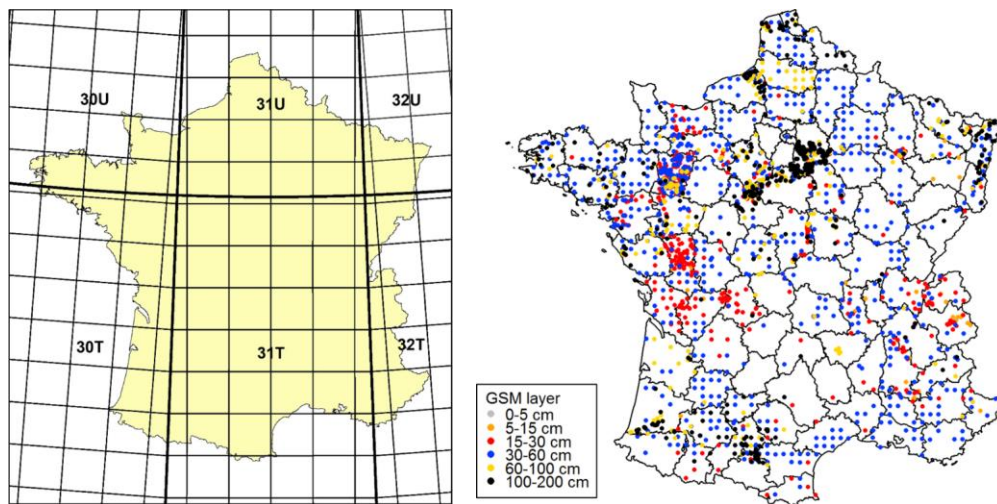 30U
31U
32U
30T
31T
32T
GSM layer
0-5 cm
5-15 cm
15-30 cm
30-60 cm
60-100 cm
100-200 cm